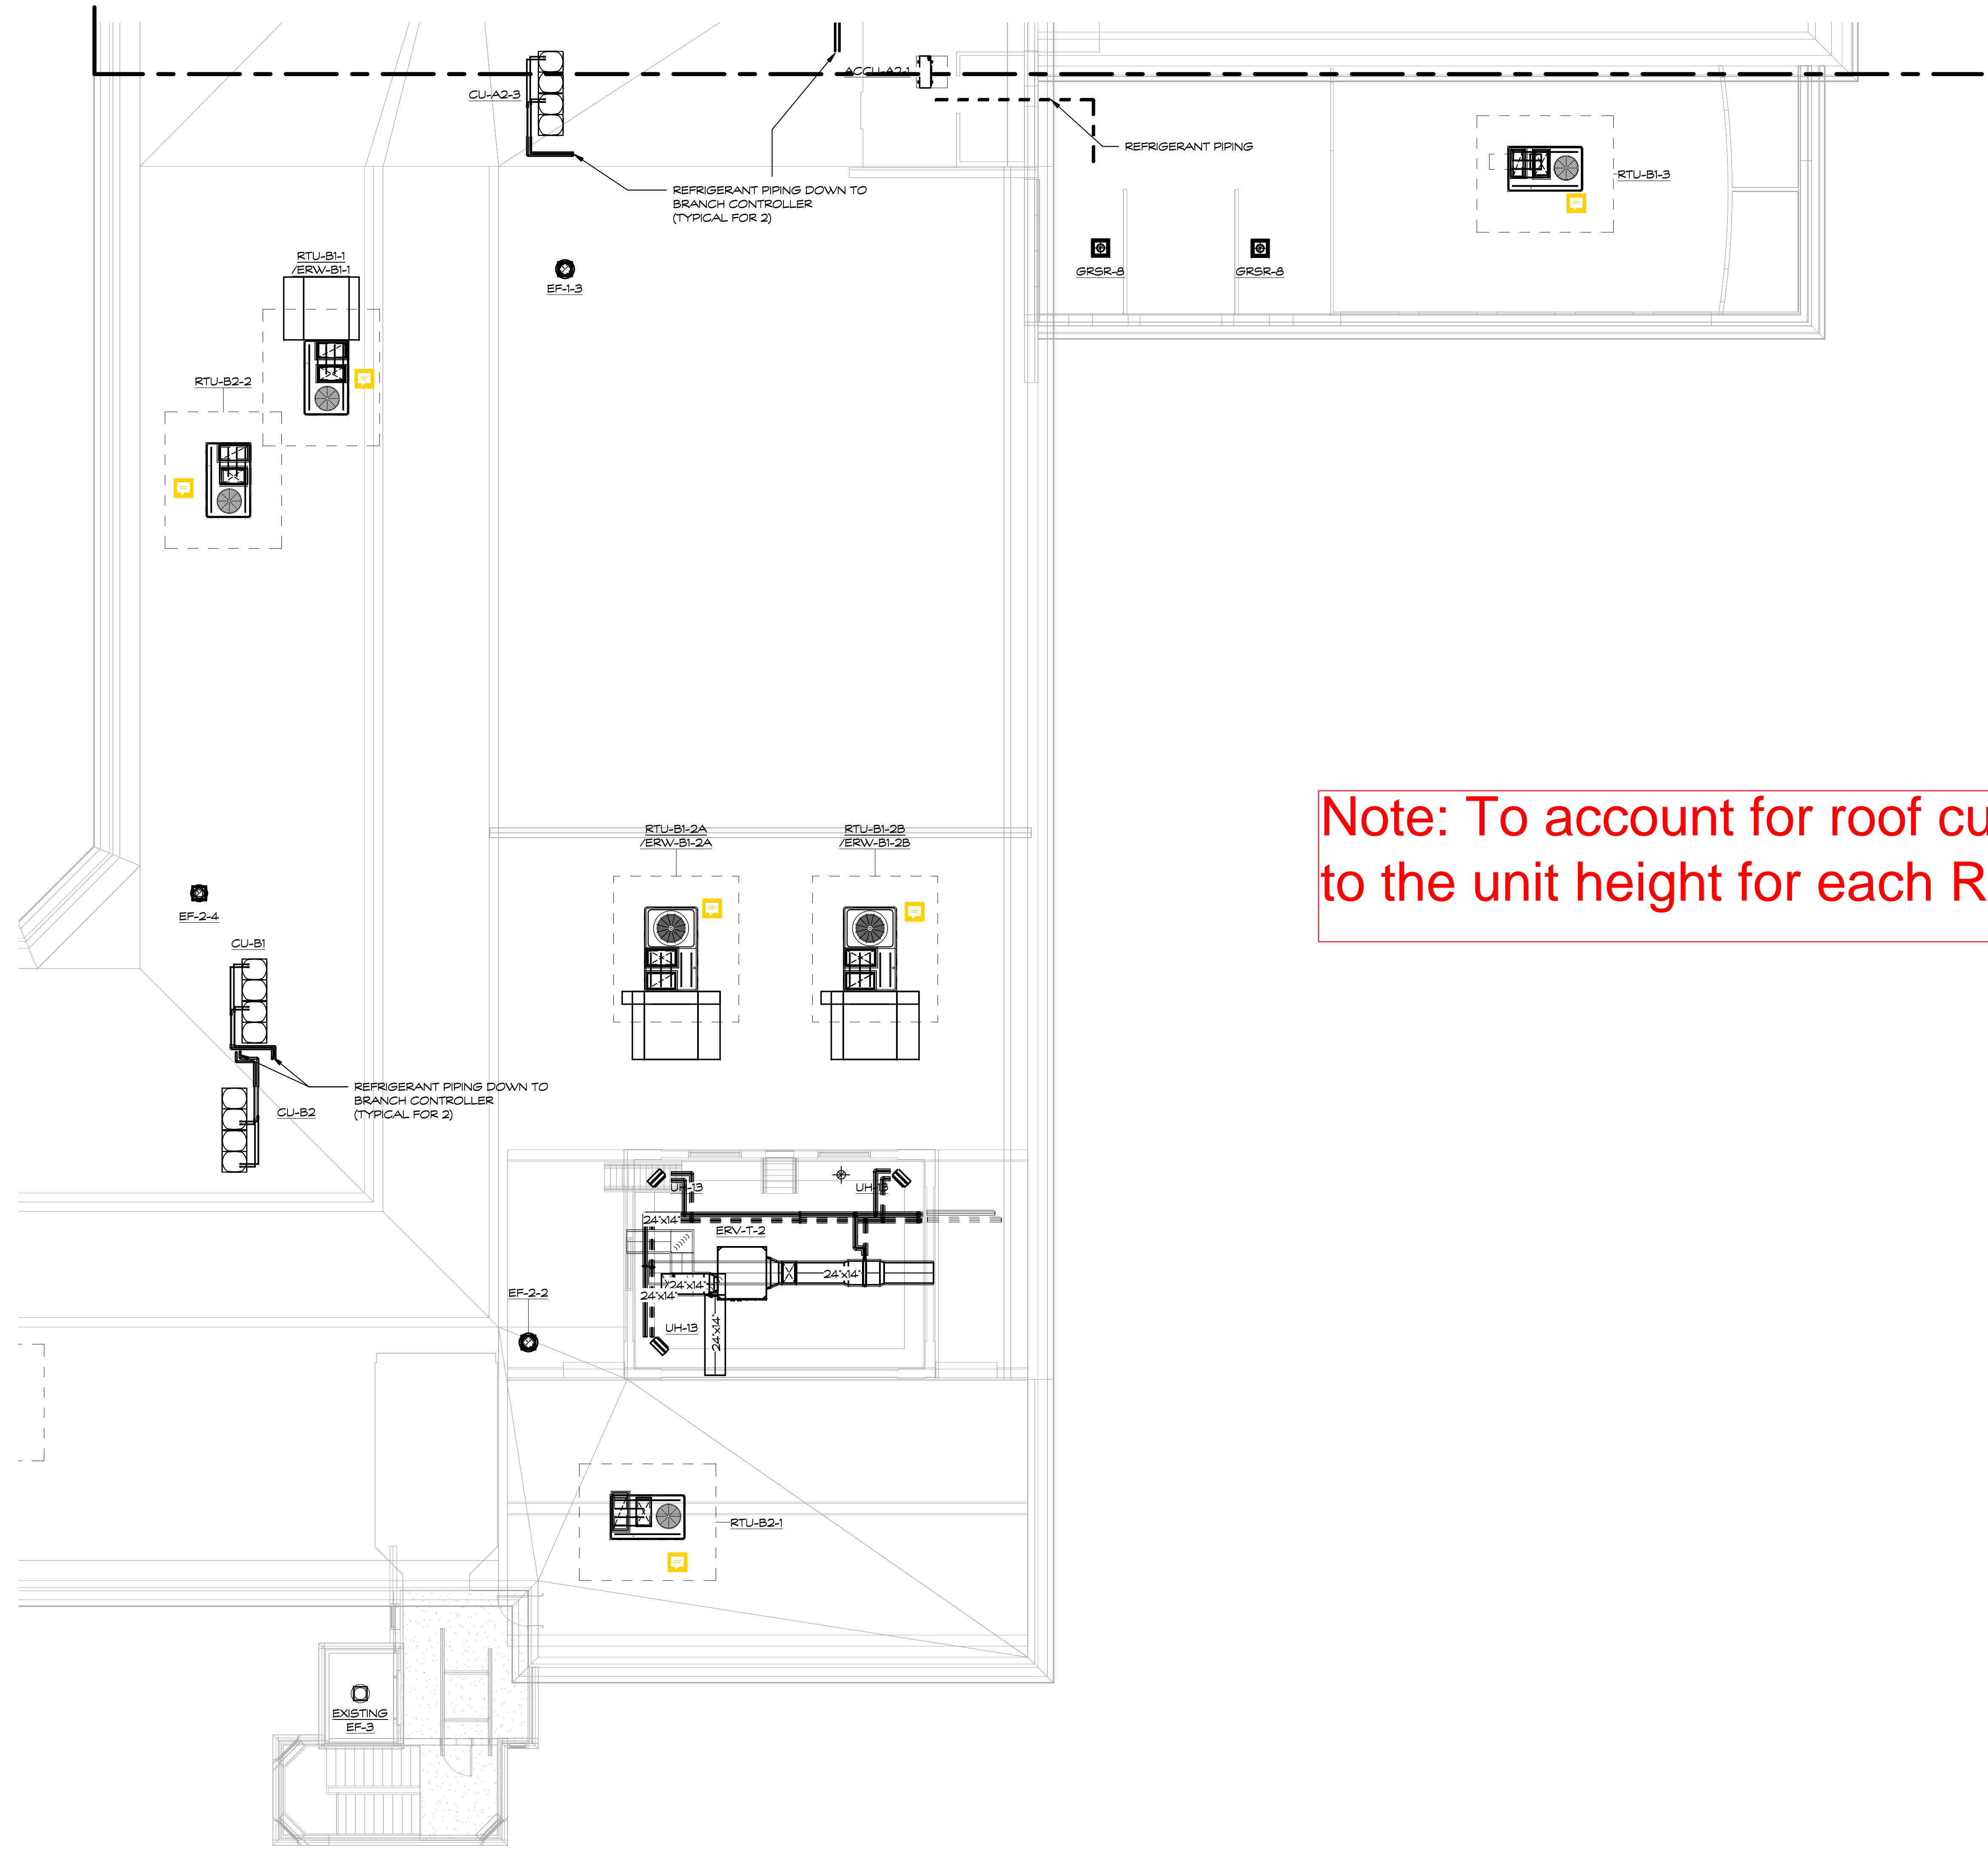 ACCU-A2-1
CU-A2-3
REFRIGERANT PIPING
RTU-B1-3
REFRIGERANT PIPING DOWN TO
BRANCH CONTROLLER
(TYPICAL FOR 2)
RTU-B1-1
/ERW-B1-1
EF-1-3
GRSR-8
GRSR-8
RTU-B2-2
Note: To account for roof cu
to the unit height for each R
RTU-B1-2A
/ERW-B1-2A
RTU-B1-2B
/ERW-B1-2B
EF-2-4
CU-B1
REFRIGERANT PIPING DOWN TO
BRANCH CONTROLLER
(TYPICAL FOR 2)
CU-B2
UH-13
UH-13
24"x14"
ERV-T-2
24"x14"
24"x14"
24"x14"
24"x14"
EF-2-2
UH-13
RTU-B2-1
EXISTING
EF-3